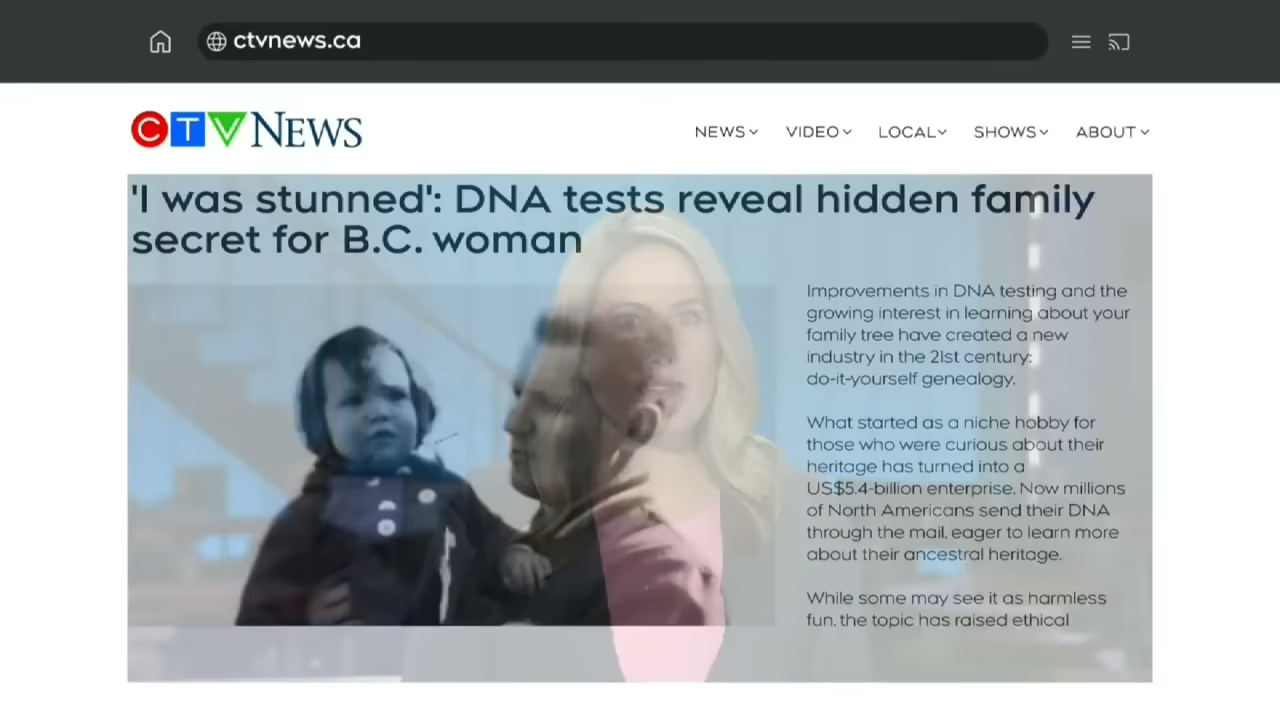 ctvnews.ca
CTV NEWS
NEWS VIDEO LOCAL SHOWS ABOUT
'I was stunned': DNA tests reveal hidden family
secret for B.C. woman
Improvements in DNA testing and the
growing interest in learning about your
family tree have created a new
industry in the 21st century:
do-it-yourself genealogy.
What started as a niche hobby for
those who were curious about their
heritage has turned into a
US$5.4-billion enterprise. Now millions
of North Americans send their DNA
through the mail, eager to learn more
about their ancestral heritage.
While some may see it as harmless
fun, the topic has raised ethical